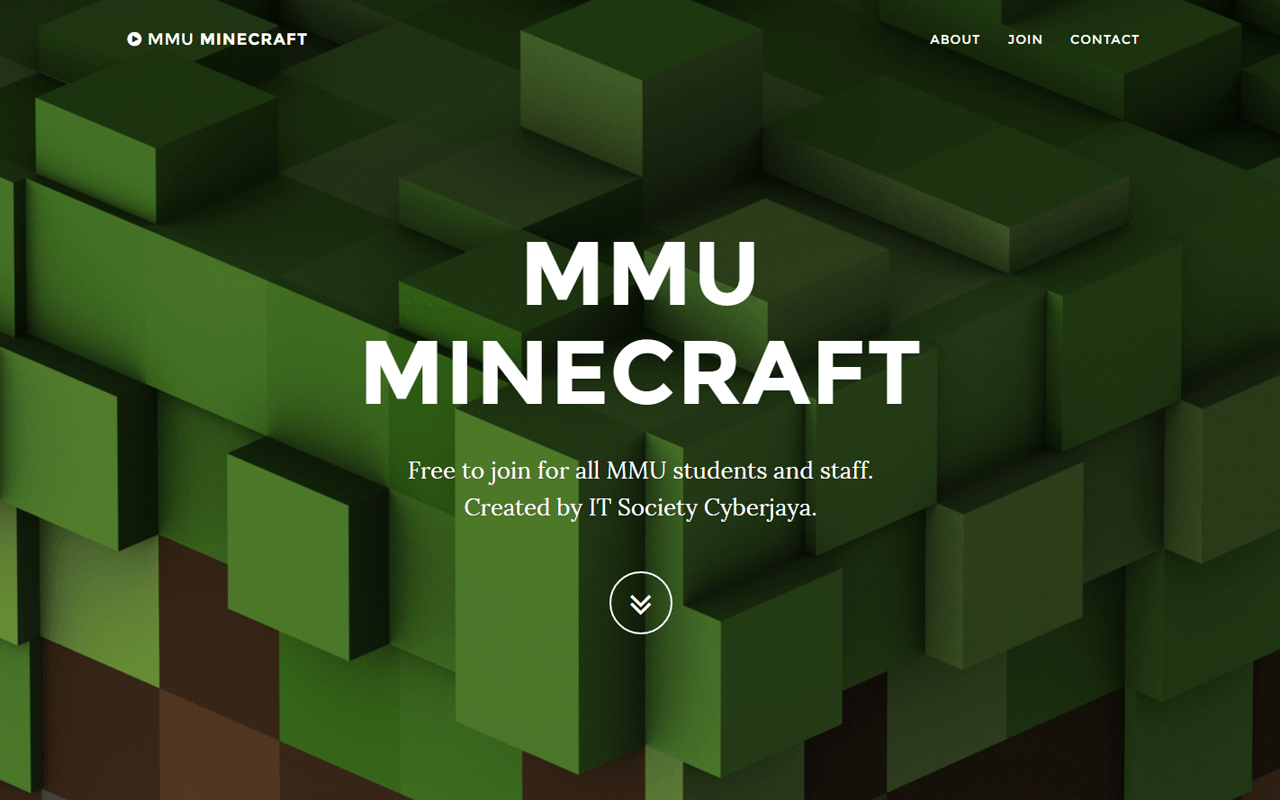 MMU MINECRAFT
ABOUT JOIN CONTACT
MMU
MINECRAFT
Free to join for all MMU students and staff.
Created by IT Society Cyberjaya.